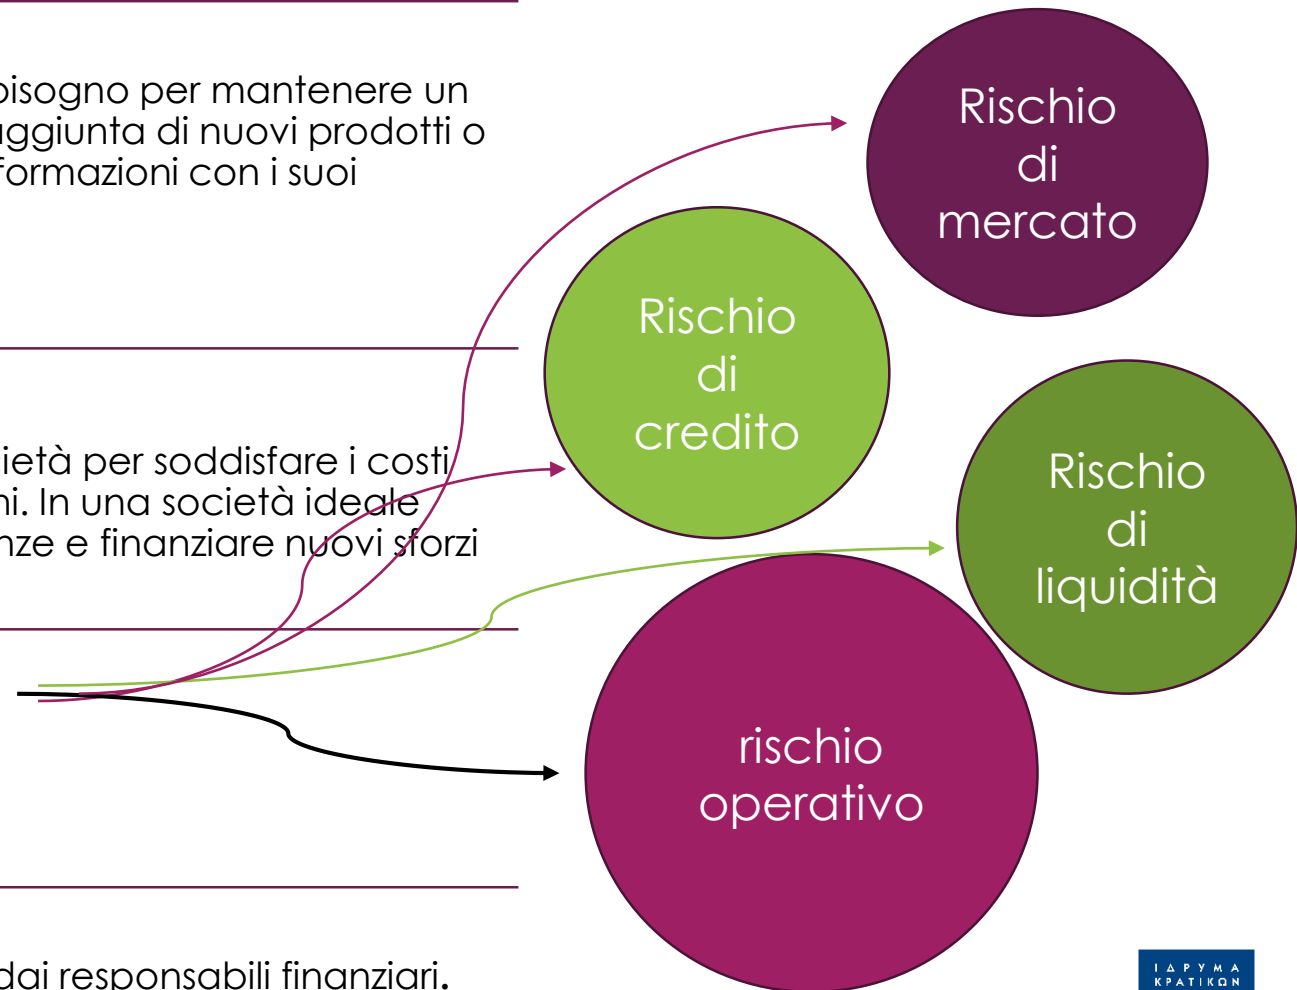 bisogno per mantenere un
aggiunta di nuovi prodotti o
formazioni con i suoi
ietà per soddisfare i costi
ni. In una società ideale
nze e finanziare nuovi sforzi
dai responsabili finanziari.
Rischio
di
mercato
Rischio
di
credito
Rischio
di
liquidità
rischio
operativo
ΙΔΡΥΜΑ
ΚΡΑΤΙΚΩΝ